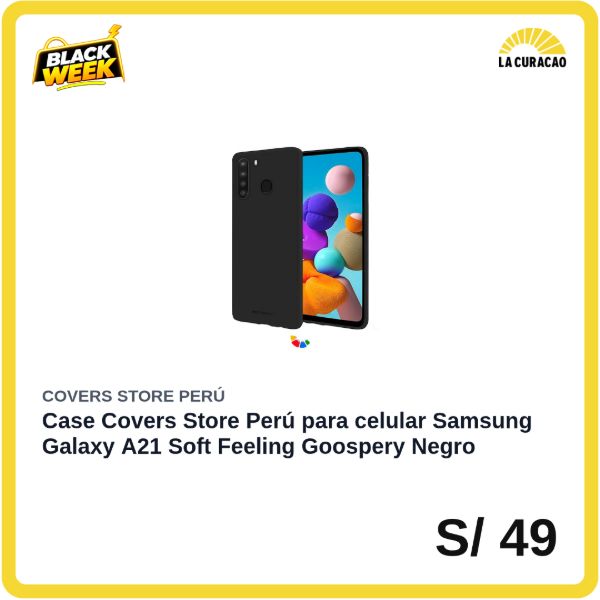 BLACK
WEEK
LA CURACAO
COVERS STORE PERÚ
Case Covers Store Perú para celular Samsung
Galaxy A21 Soft Feeling Goospery Negro
S/ 49